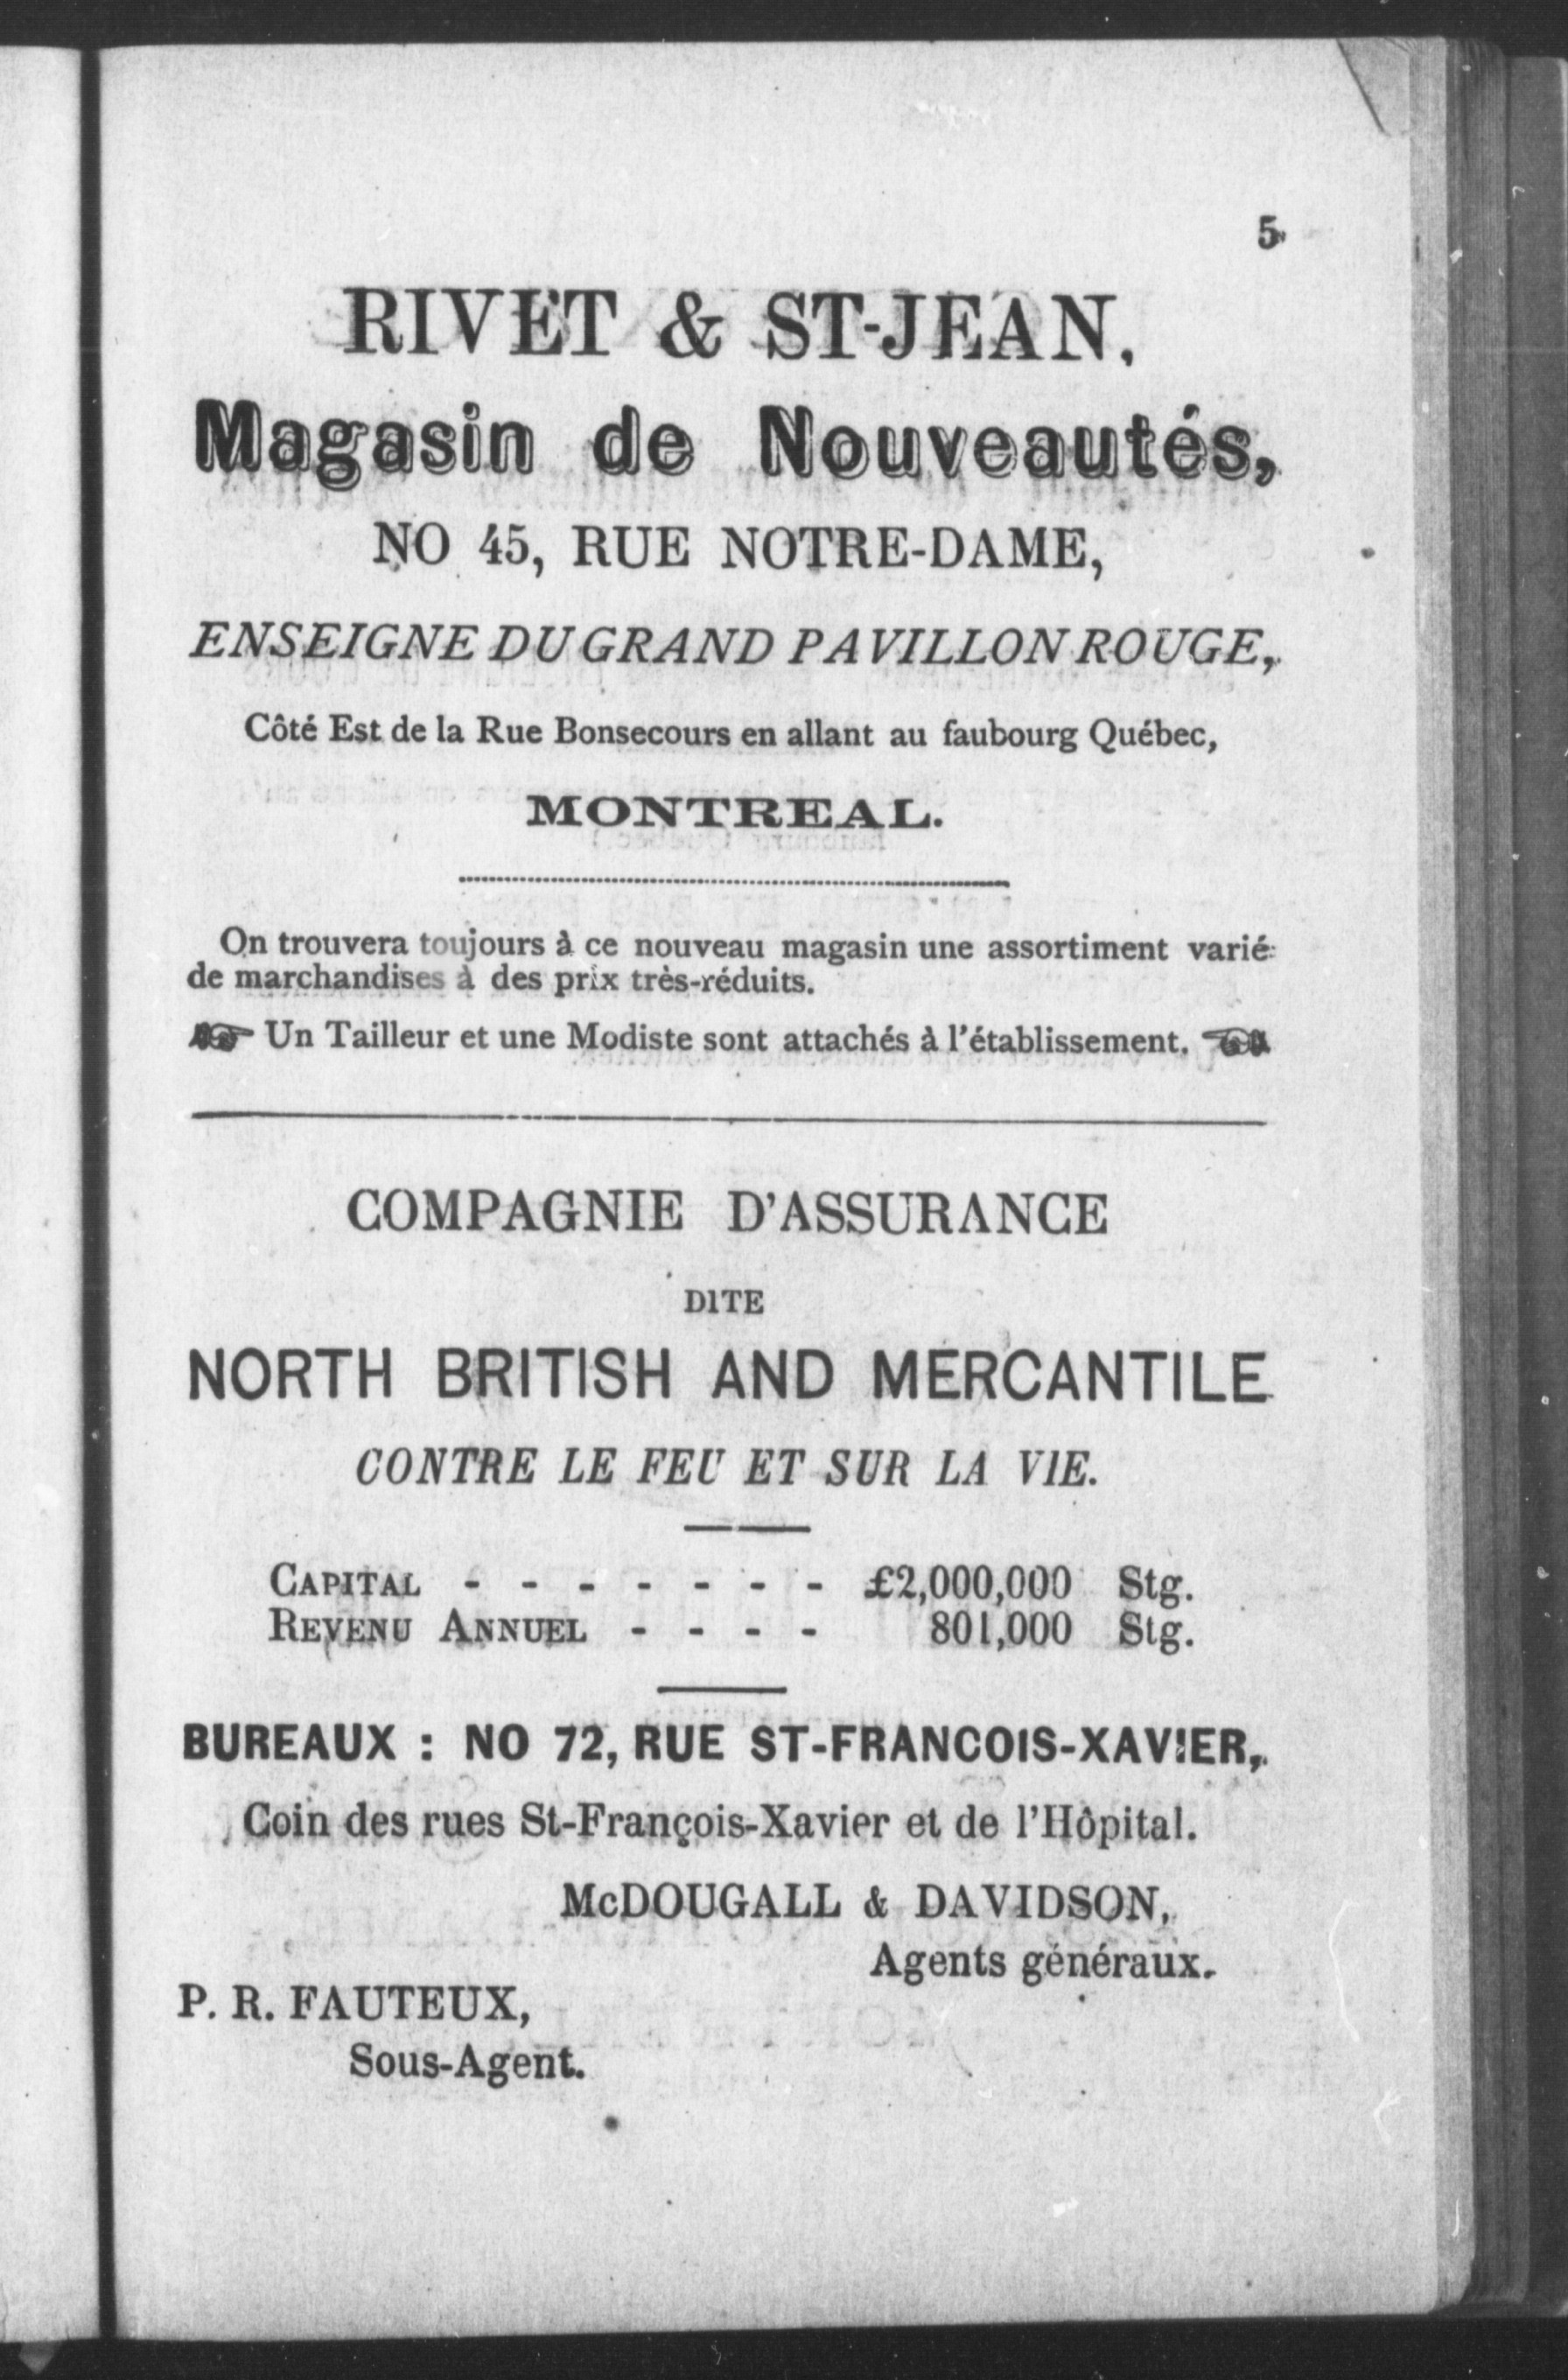 5
RIVET & ST-JEAN,
Magasin de Nouveautés,
NO 45, RUE NOTRE-DAME,
ENSEIGNE DU GRAND PAVILLON ROUGE,
Côté Est de la Rue Bonsecours en allant au faubourg Québec,
MONTREAL.
On trouvera toujours à ce nouveau magasin une assortiment varié
de marchandises à des prix très-réduits.
☞ Un Tailleur et une Modiste sont attachés à l'établissement. ☜
COMPAGNIE D'ASSURANCE
DITE
NORTH BRITISH AND MERCANTILE
CONTRE LE FEU ET SUR LA VIE.
CAPITAL - - - - - - - £2,000,000 Stg.
REVENU ANNUEL - - - - 801,000 Stg.
BUREAUX : NO 72, RUE ST-FRANCOIS-XAVIER,
Coin des rues St-François-Xavier et de l'Hôpital.
McDOUGALL & DAVIDSON,
Agents généraux.
P. R. FAUTEUX,
Sous-Agent.